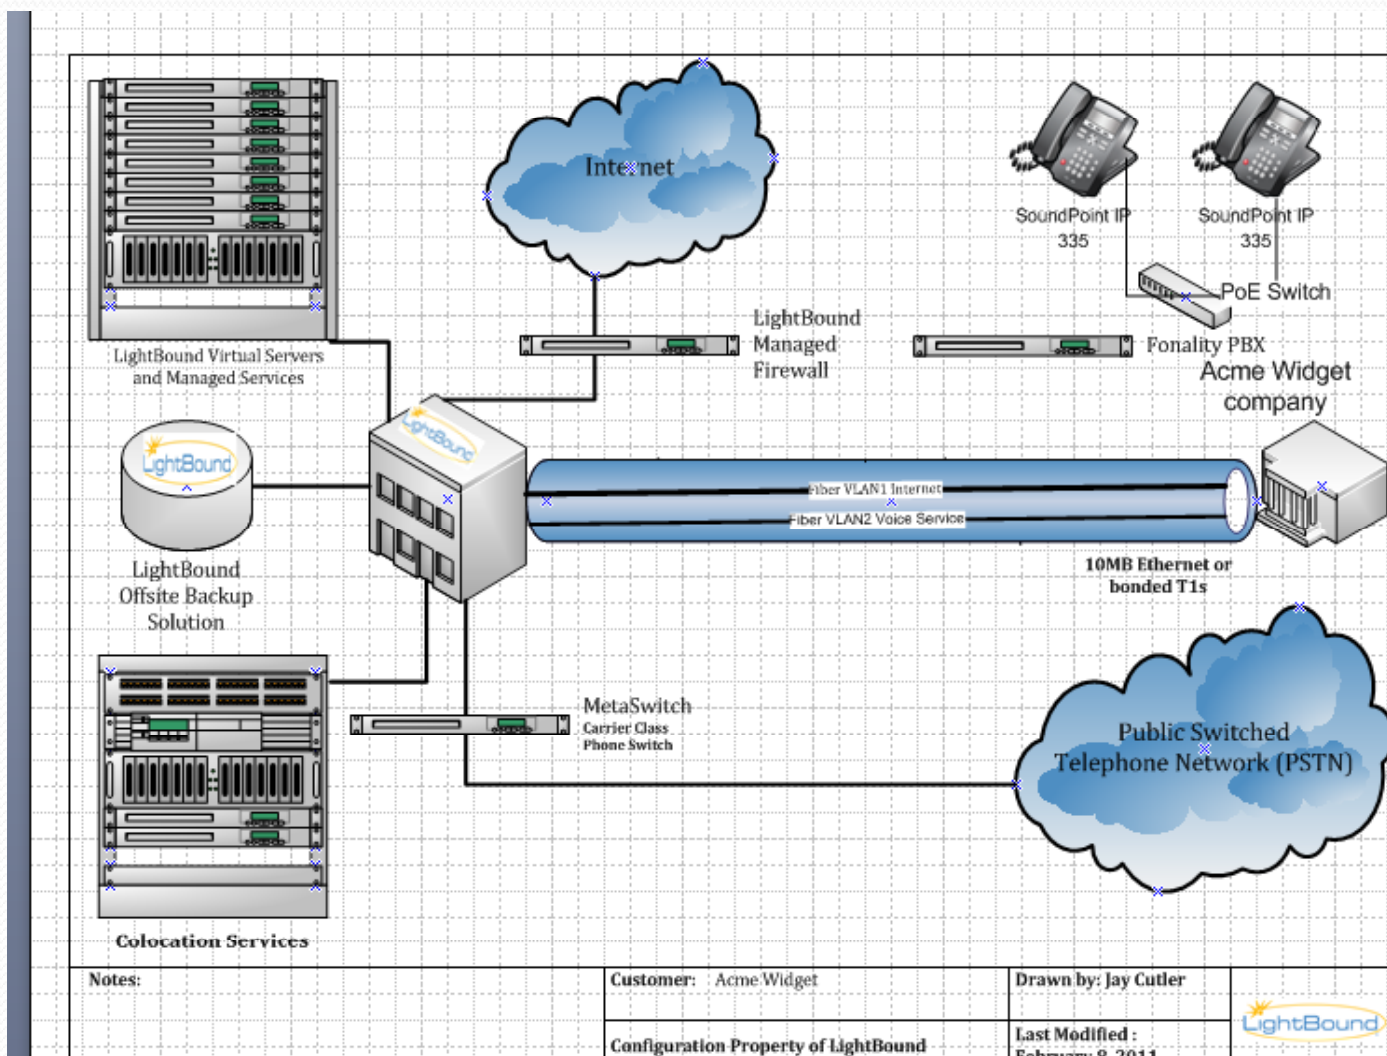 Internet
SoundPoint IP
335
SoundPoint IP
335
PoE Switch
LightBound
Managed
Firewall
Fonality PBX
Acme Widget
company
LightBound Virtual Servers
and Managed Services
LightBound
LightBound
Fiber VLAN1 Internet
Fiber VLAN2 Voice Service
10MB Ethernet or
bonded T1s
LightBound
Offsite Backup
Solution
MetaSwitch
Carrier Class
Phone Switch
Public Switched
Telephone Network (PSTN)
Colocation Services
Notes:
Customer: Acme Widget
Drawn by: Jay Cutler
LightBound
Configuration Property of LightBound
Last Modified :
February 8, 2011